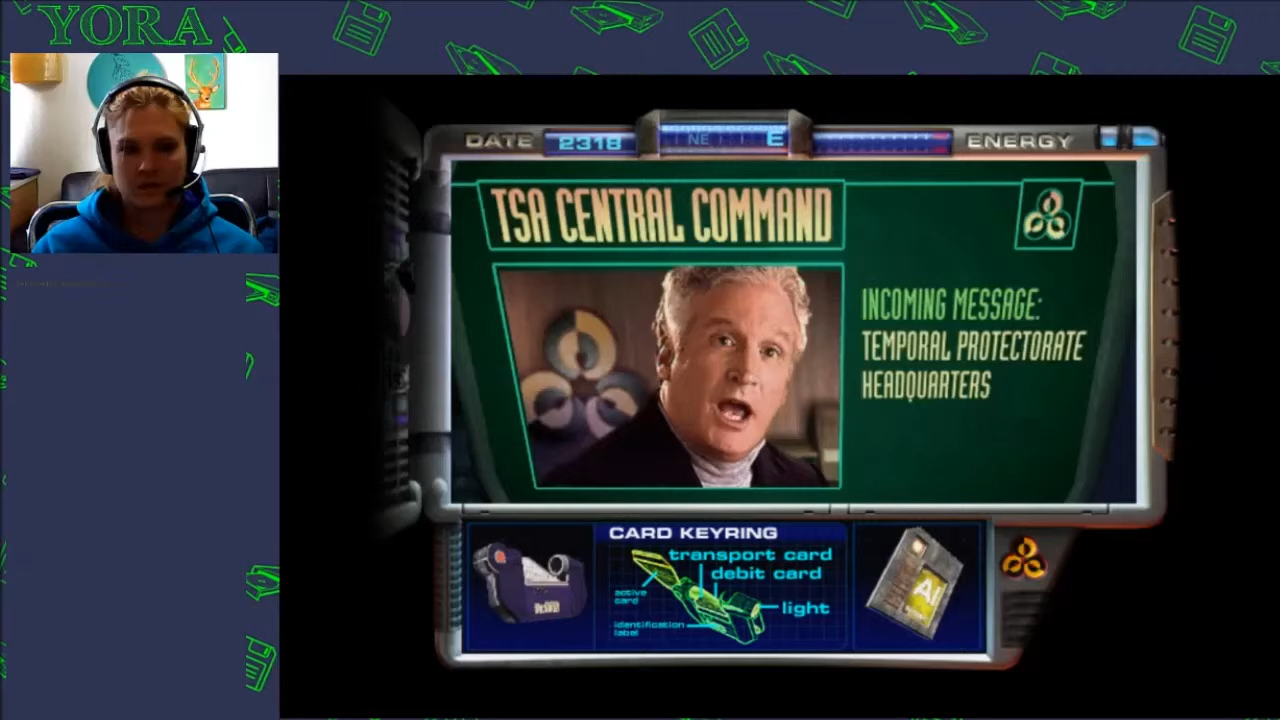 YORA
DATE 2318 NE E ENERGY
TSA CENTRAL COMMAND
INCOMING MESSAGE:
TEMPORAL PROTECTORATE
HEADQUARTERS
CARD KEYRING
transport card
debit card
active
card
light
identification
label
AI